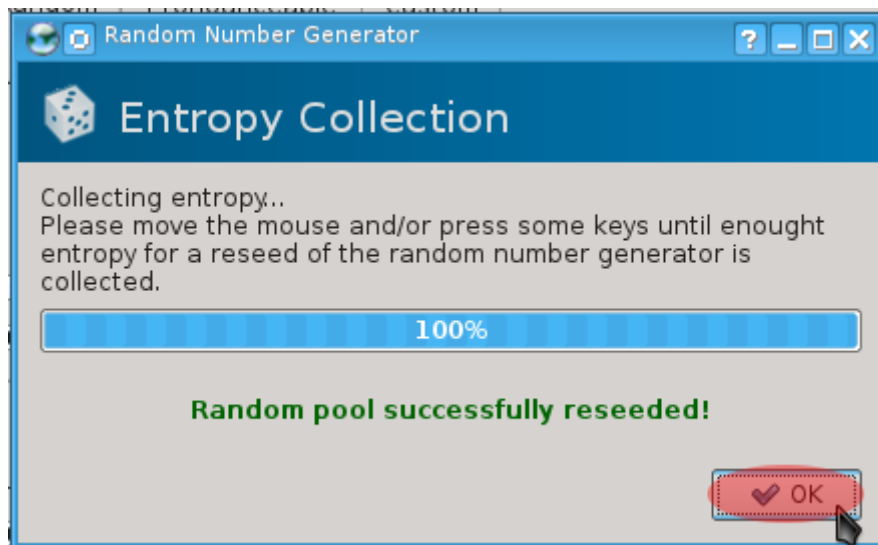 Random Number Generator
Entropy Collection
Collecting entropy...
Please move the mouse and/or press some keys until enought
entropy for a reseed of the random number generator is
collected.
100%
Random pool successfully reseeded!
OK